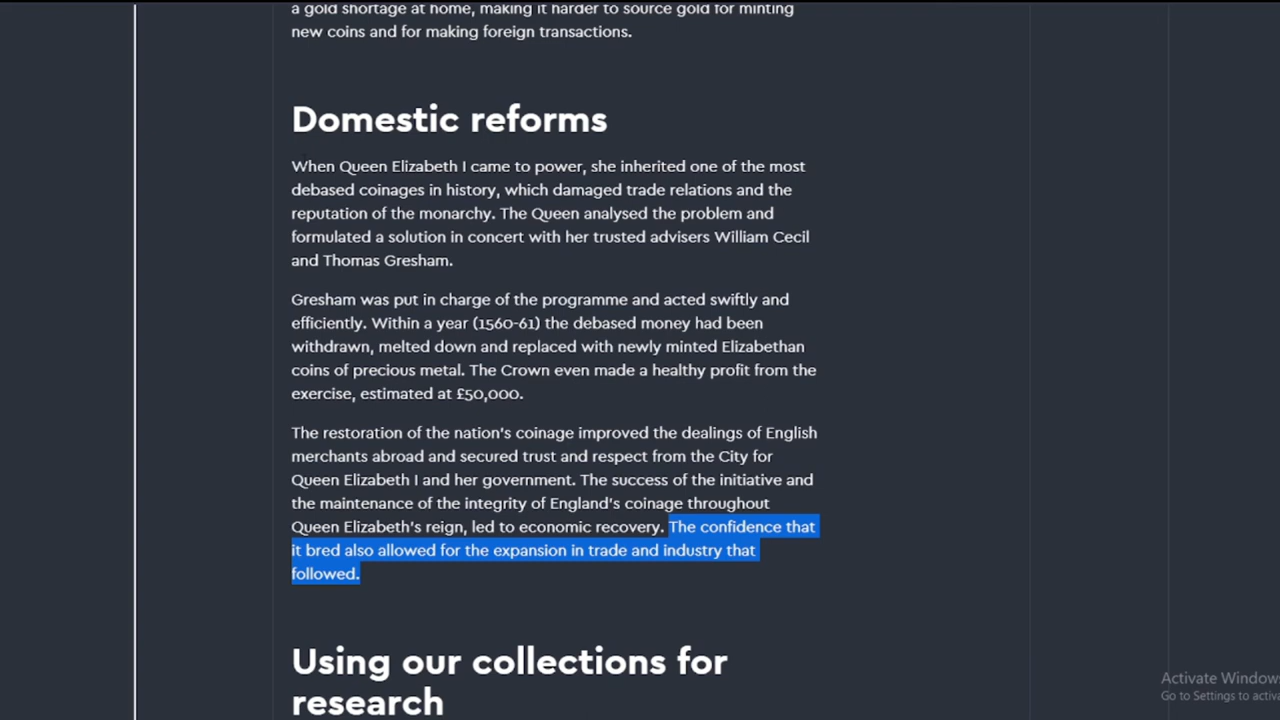 a gold shortage at home, making it harder to source gold for minting
new coins and for making foreign transactions.
Domestic reforms
When Queen Elizabeth I came to power, she inherited one of the most
debased coinages in history, which damaged trade relations and the
reputation of the monarchy. The Queen analysed the problem and
formulated a solution in concert with her trusted advisers William Cecil
and Thomas Gresham.
Gresham was put in charge of the programme and acted swiftly and
efficiently. Within a year (1560-61) the debased money had been
withdrawn, melted down and replaced with newly minted Elizabethan
coins of precious metal. The Crown even made a healthy profit from the
exercise, estimated at £50,000.
The restoration of the nation's coinage improved the dealings of English
merchants abroad and secured trust and respect from the City for
Queen Elizabeth I and her government. The success of the initiative and
the maintenance of the integrity of England's coinage throughout
Queen Elizabeth's reign, led to economic recovery. The confidence that
it bred also allowed for the expansion in trade and industry that
followed.
Using our collections for
research
Activate Windows
Go to Settings to activa